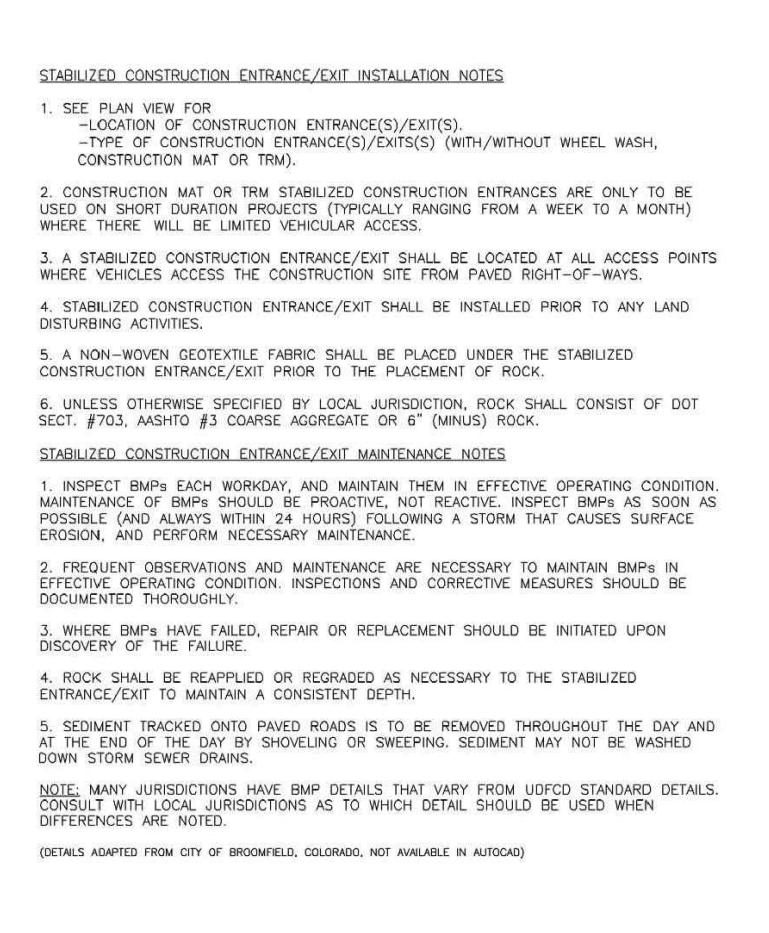 STABILIZED CONSTRUCTION ENTRANCE/EXIT INSTALLATION NOTES
1. SEE PLAN VIEW FOR
–LOCATION OF CONSTRUCTION ENTRANCE(S)/EXIT(S).
–TYPE OF CONSTRUCTION ENTRANCE(S)/EXITS(S) (WITH/WITHOUT WHEEL WASH,
CONSTRUCTION MAT OR TRM).
2. CONSTRUCTION MAT OR TRM STABILIZED CONSTRUCTION ENTRANCES ARE ONLY TO BE
USED ON SHORT DURATION PROJECTS (TYPICALLY RANGING FROM A WEEK TO A MONTH)
WHERE THERE WILL BE LIMITED VEHICULAR ACCESS.
3. A STABILIZED CONSTRUCTION ENTRANCE/EXIT SHALL BE LOCATED AT ALL ACCESS POINTS
WHERE VEHICLES ACCESS THE CONSTRUCTION SITE FROM PAVED RIGHT–OF–WAYS.
4. STABILIZED CONSTRUCTION ENTRANCE/EXIT SHALL BE INSTALLED PRIOR TO ANY LAND
DISTURBING ACTIVITIES.
5. A NON–WOVEN GEOTEXTILE FABRIC SHALL BE PLACED UNDER THE STABILIZED
CONSTRUCTION ENTRANCE/EXIT PRIOR TO THE PLACEMENT OF ROCK.
6. UNLESS OTHERWISE SPECIFIED BY LOCAL JURISDICTION, ROCK SHALL CONSIST OF DOT
SECT. #703, AASHTO #3 COARSE AGGREGATE OR 6" (MINUS) ROCK.
STABILIZED CONSTRUCTION ENTRANCE/EXIT MAINTENANCE NOTES
1. INSPECT BMPs EACH WORKDAY, AND MAINTAIN THEM IN EFFECTIVE OPERATING CONDITION.
MAINTENANCE OF BMPs SHOULD BE PROACTIVE, NOT REACTIVE. INSPECT BMPs AS SOON AS
POSSIBLE (AND ALWAYS WITHIN 24 HOURS) FOLLOWING A STORM THAT CAUSES SURFACE
EROSION, AND PERFORM NECESSARY MAINTENANCE.
2. FREQUENT OBSERVATIONS AND MAINTENANCE ARE NECESSARY TO MAINTAIN BMPs IN
EFFECTIVE OPERATING CONDITION. INSPECTIONS AND CORRECTIVE MEASURES SHOULD BE
DOCUMENTED THOROUGHLY.
3. WHERE BMPs HAVE FAILED, REPAIR OR REPLACEMENT SHOULD BE INITIATED UPON
DISCOVERY OF THE FAILURE.
4. ROCK SHALL BE REAPPLIED OR REGRADED AS NECESSARY TO THE STABILIZED
ENTRANCE/EXIT TO MAINTAIN A CONSISTENT DEPTH.
5. SEDIMENT TRACKED ONTO PAVED ROADS IS TO BE REMOVED THROUGHOUT THE DAY AND
AT THE END OF THE DAY BY SHOVELING OR SWEEPING. SEDIMENT MAY NOT BE WASHED
DOWN STORM SEWER DRAINS.
NOTE: MANY JURISDICTIONS HAVE BMP DETAILS THAT VARY FROM UDFCD STANDARD DETAILS.
CONSULT WITH LOCAL JURISDICTIONS AS TO WHICH DETAIL SHOULD BE USED WHEN
DIFFERENCES ARE NOTED.
(DETAILS ADAPTED FROM CITY OF BROOMFIELD, COLORADO, NOT AVAILABLE IN AUTOCAD)